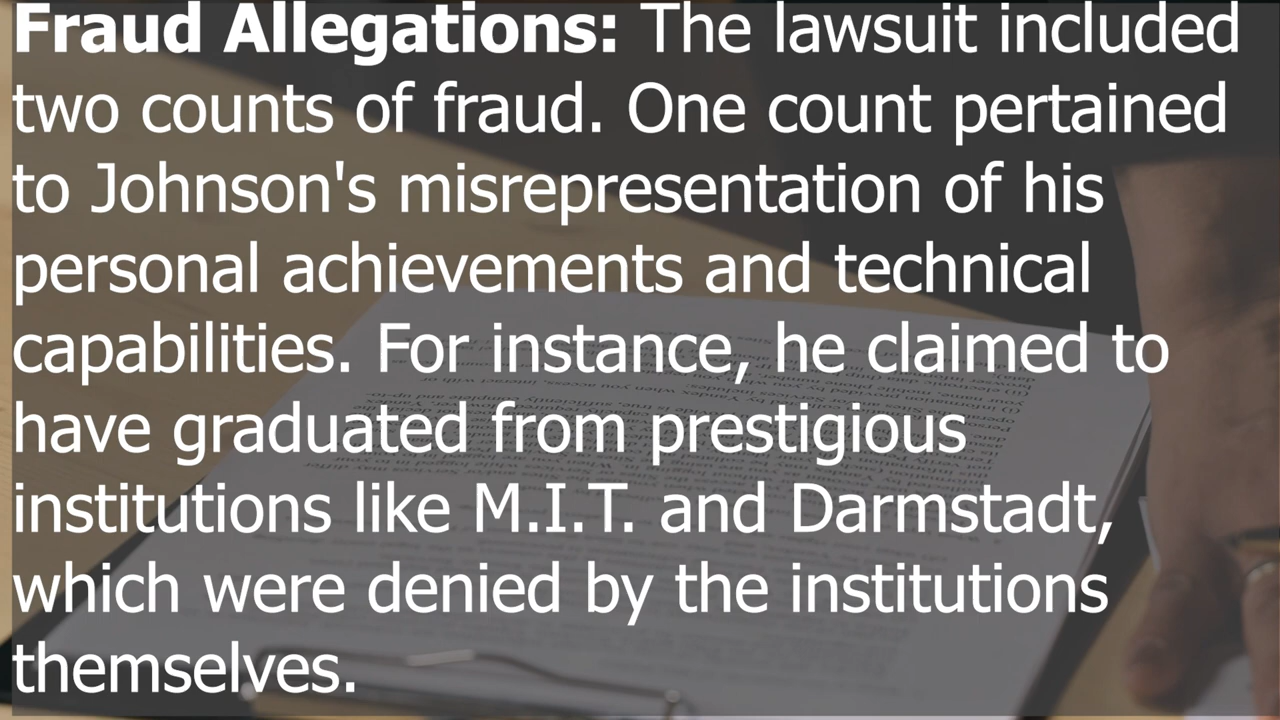 Fraud Allegations: The lawsuit included
two counts of fraud. One count pertained
to Johnson's misrepresentation of his
personal achievements and technical
capabilities. For instance, he claimed to
have graduated from prestigious
institutions like M.I.T. and Darmstadt,
which were denied by the institutions
themselves.